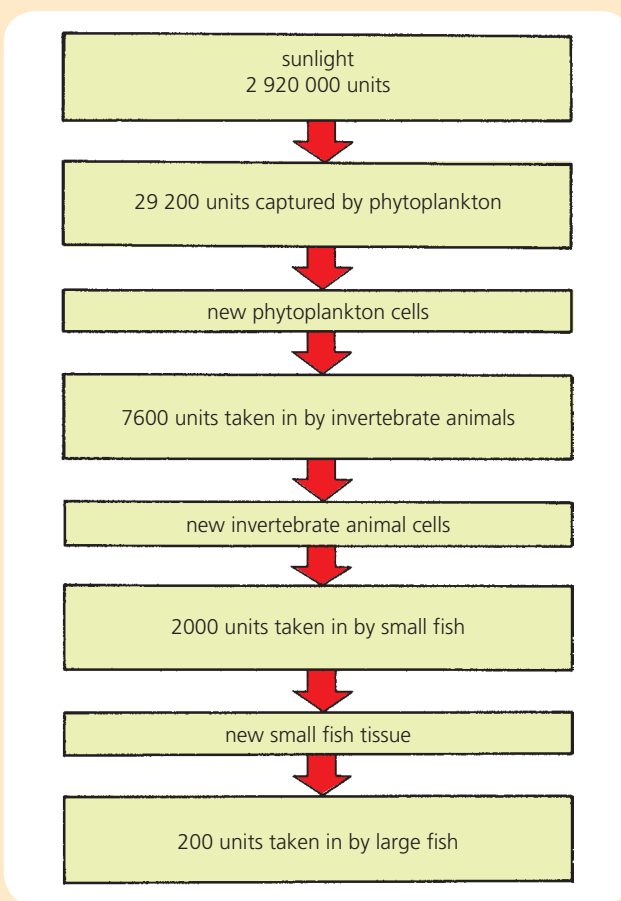 sunlight
2 920 000 units
29 200 units captured by phytoplankton
new phytoplankton cells
7600 units taken in by invertebrate animals
new invertebrate animal cells
2000 units taken in by small fish
new small fish tissue
200 units taken in by large fish